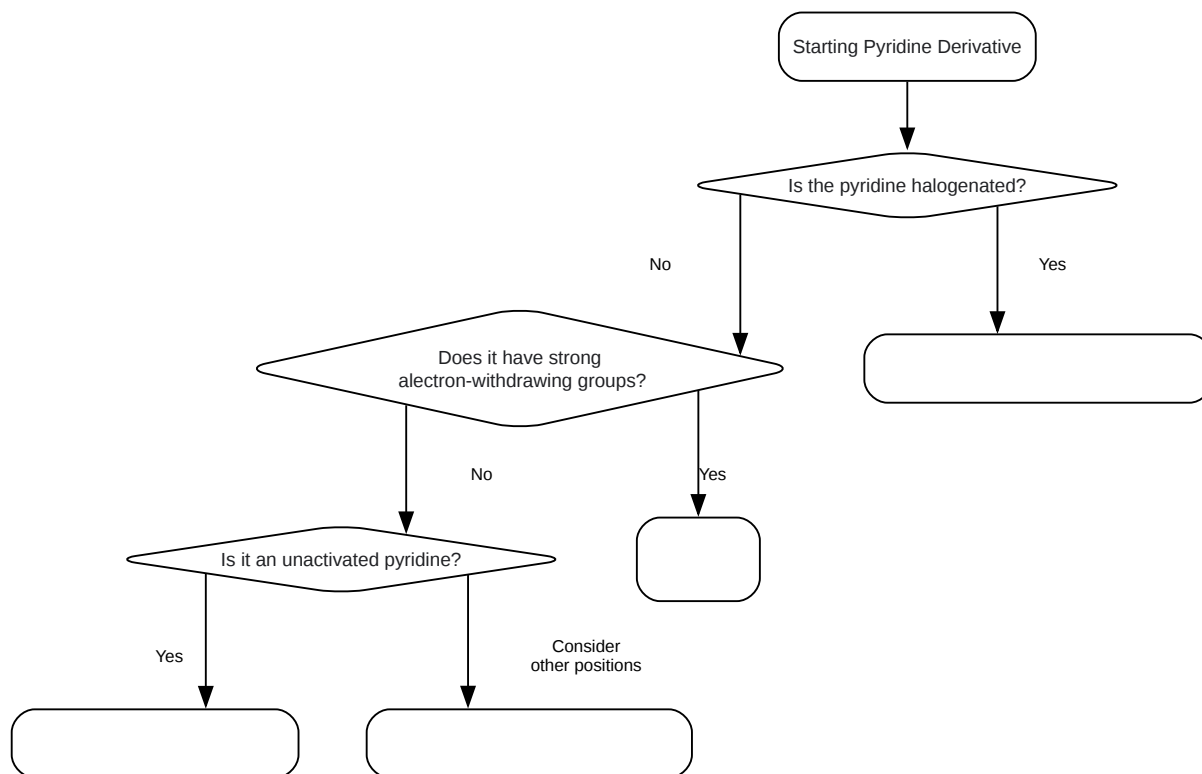 Starting Pyridine Derivative
Is the pyridine halogenated?
No
Yes
Does it have strong
alectron-withdrawing groups?
No
Yes
Is it an unactivated pyridine?
Yes
Consider
other positions